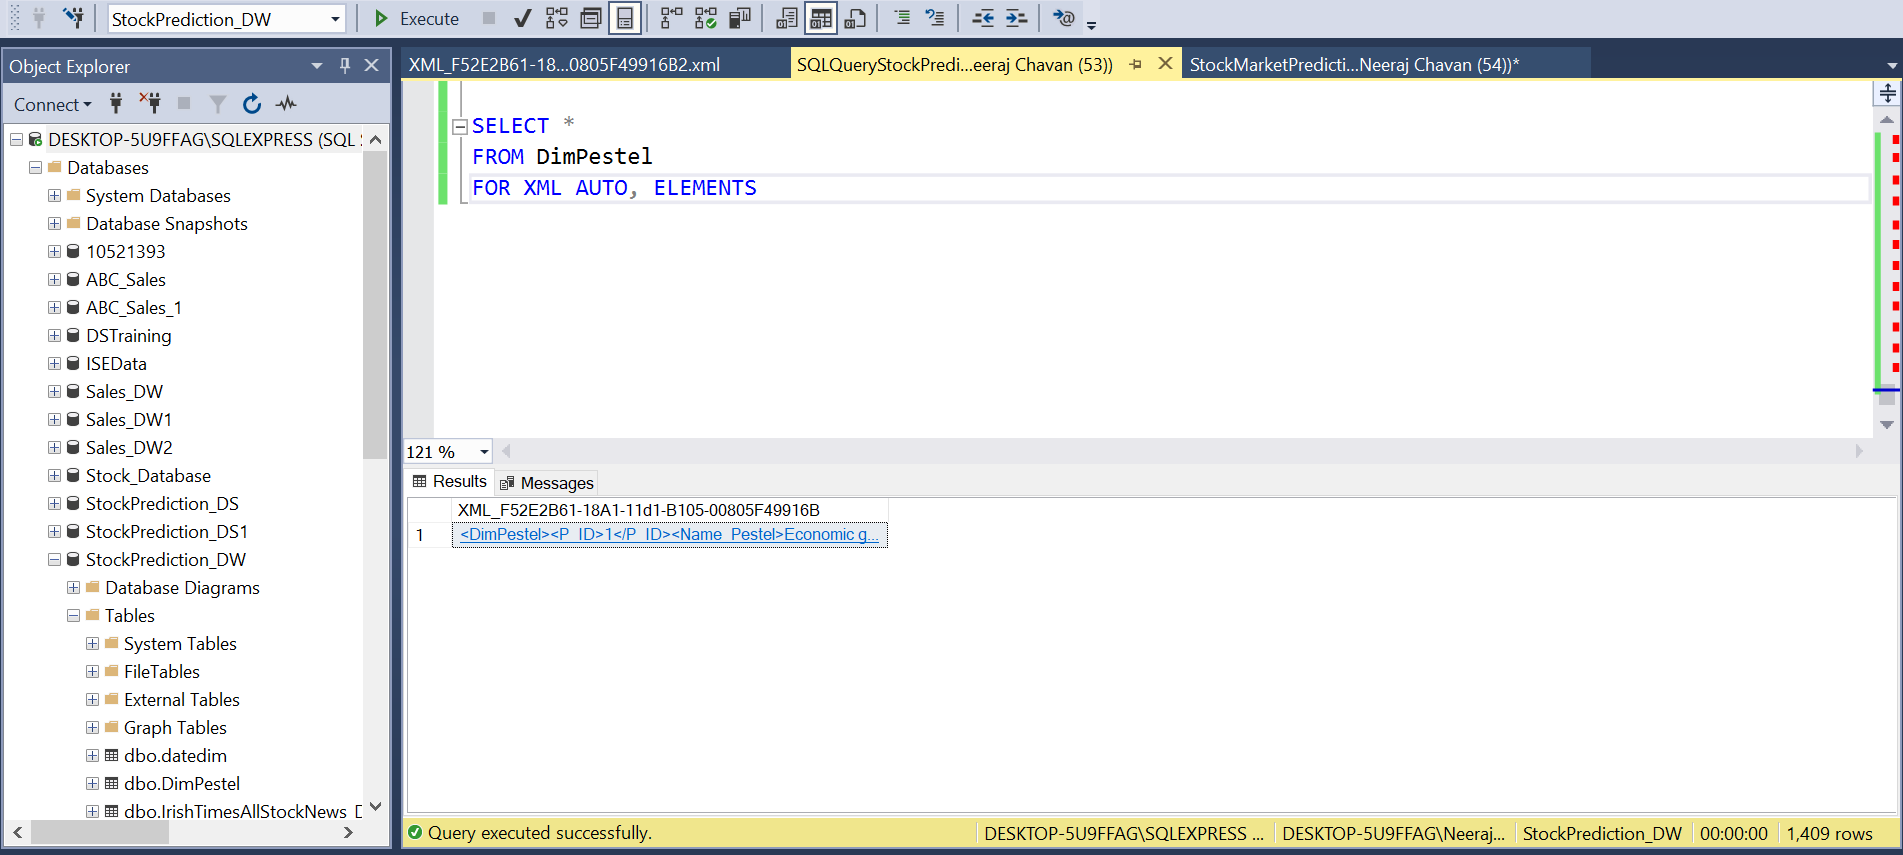 StockPrediction_DW
Execute
Object Explorer
Connect
DESKTOP-5U9FFAG\SQLEXPRESS (SQL S
Databases
System Databases
Database Snapshots
10521393
ABC_Sales
ABC_Sales_1
DSTraining
ISEData
Sales_DW
Sales_DW1
Sales_DW2
Stock_Database
StockPrediction_DS
StockPrediction_DS1
StockPrediction_DW
Database Diagrams
Tables
System Tables
FileTables
External Tables
Graph Tables
dbo.datedim
dbo.DimPestel
dbo.IrishTimesAllStockNews_D
XML_F52E2B61-18...0805F49916B2.xml
SQLQueryStockPredi...eeraj Chavan (53))
StockMarketPredicti...Neeraj Chavan (54))*
SELECT *
FROM DimPestel
FOR XML AUTO, ELEMENTS
121 %
Results
Messages
XML_F52E2B61-18A1-11d1-B105-00805F49916B
1
<DimPestel><P_ID>1</P_ID><Name_Pestel>Economic g...
Query executed successfully.
DESKTOP-5U9FFAG\SQLEXPRESS ...
DESKTOP-5U9FFAG\Neeraj...
StockPrediction_DW
00:00:00
1,409 rows